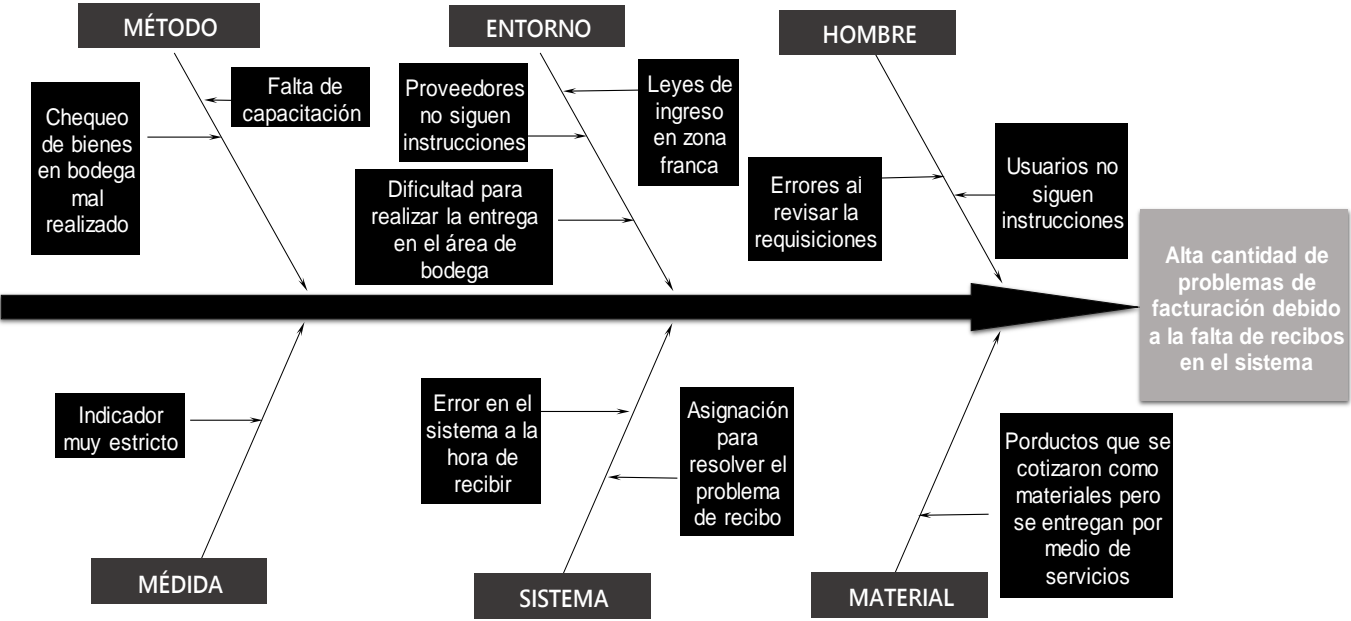 MÉTODO
ENTORNO
HOMBRE
Falta de
capacitación
Chequeo
de bienes
en bodega
mal
realizado
Proveedores
no siguen
instrucciones
Leyes de
ingreso
en zona
franca
Dificultad para
realizar la entrega
en el área de
bodega
Errores al
revisar la
requisiciones
Usuarios no
siguen
instrucciones
Alta cantidad de
problemas de
facturación debido
a la falta de recibos
en el sistema
Indicador
muy estricto
Error en el
sistema a la
hora de
recibir
Asignación
para
resolver el
problema
de recibo
Porductos que se
cotizaron como
materiales pero
se entregan por
medio de
servicios
MÉDIDA
SISTEMA
MATERIAL